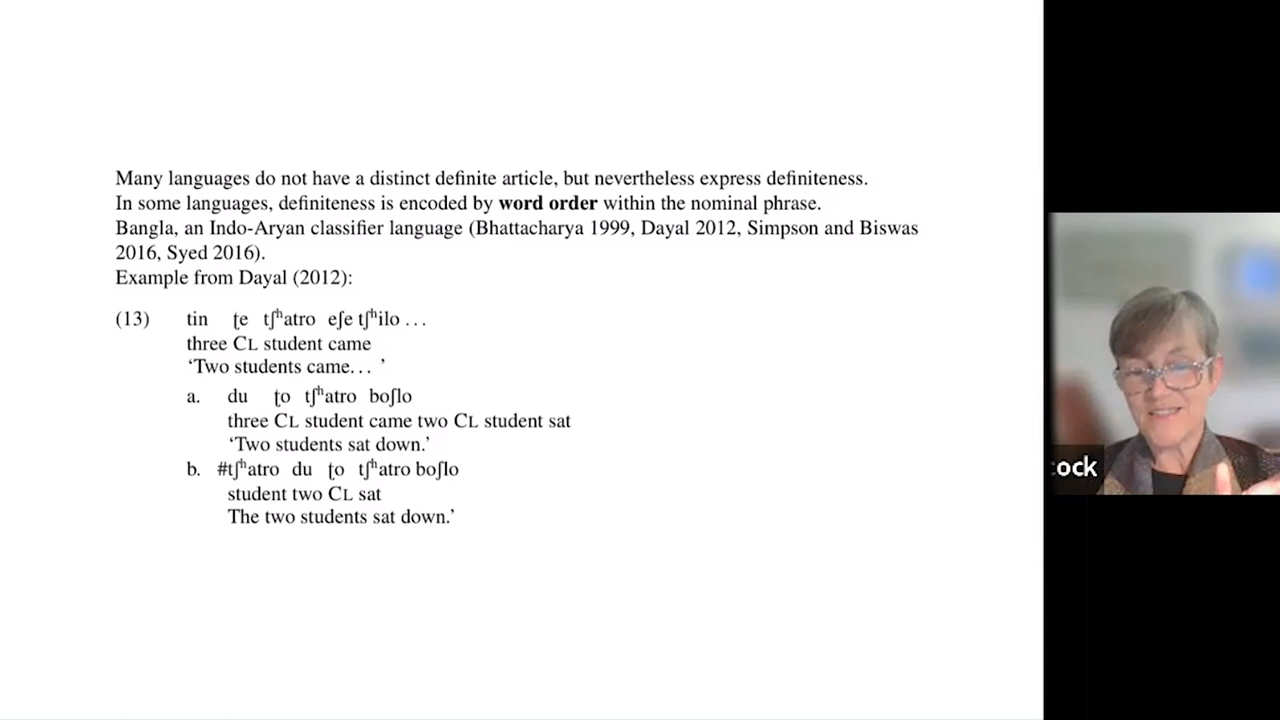 Many languages do not have a distinct definite article, but nevertheless express definiteness.
In some languages, definiteness is encoded by word order within the nominal phrase.
Bangla, an Indo-Aryan classifier language (Bhattacharya 1999, Dayal 2012, Simpson and Biswas
2016, Syed 2016).
Example from Dayal (2012):
(13) tin ʈe tʃʰatro eʃe tʃʰilo …
three CL student came
‘Two students came… ’
a. du ʈo tʃʰatro boʃlo
three CL student came two CL student sat
‘Two students sat down.’
b. #tʃʰatro du ʈo tʃʰatro boʃlo
student two CL sat
The two students sat down.’
cock